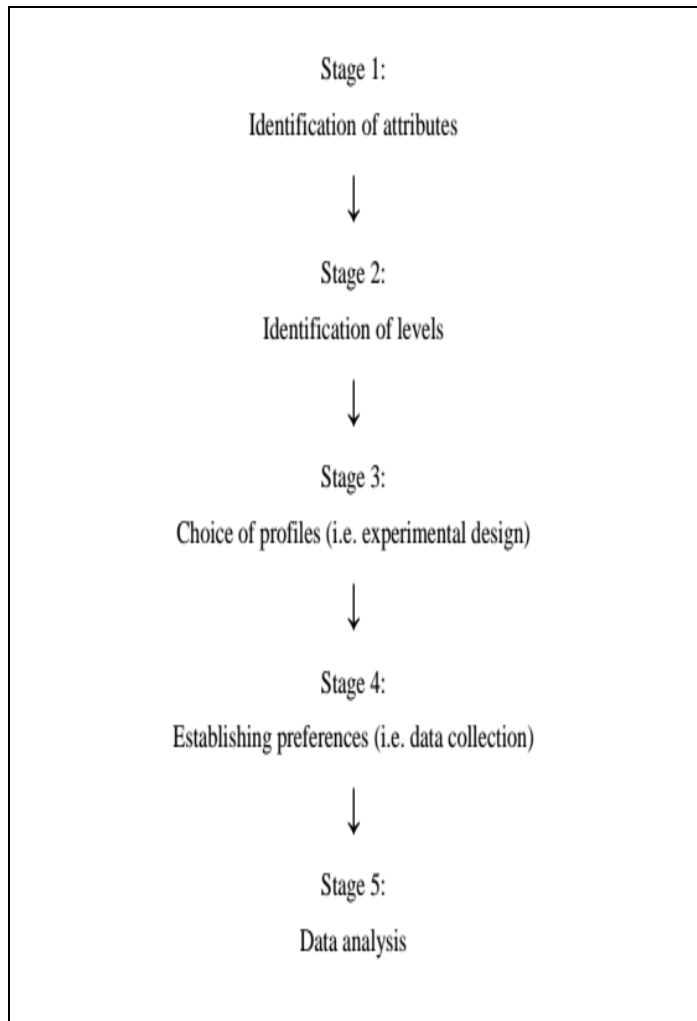 Stage 1:
Identification of attributes
↓
Stage 2:
Identification of levels
↓
Stage 3:
Choice of profiles (i.e. experimental design)
↓
Stage 4:
Establishing preferences (i.e. data collection)
↓
Stage 5:
Data analysis